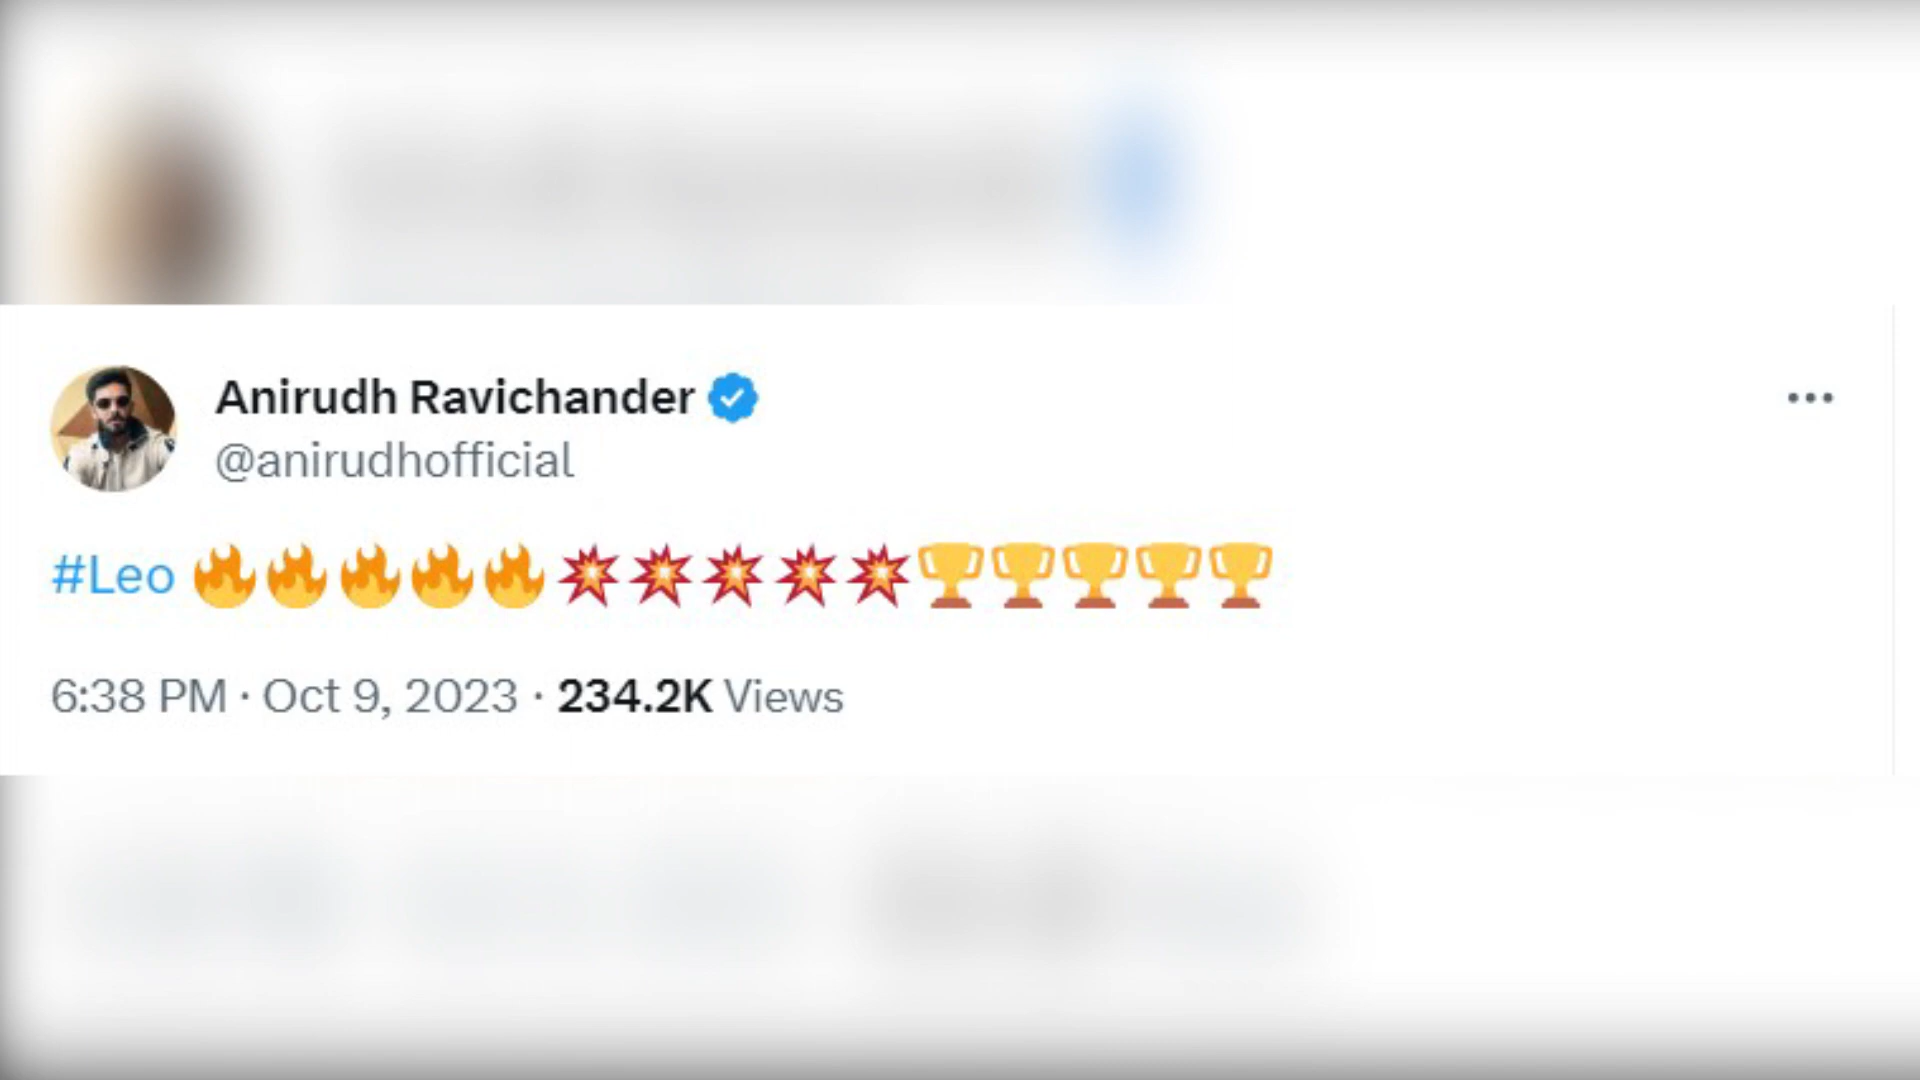 Anirudh Ravichander
@anirudhofficial
#Leo 🔥🔥🔥🔥🔥💥💥💥💥💥🏆🏆🏆🏆🏆
6:38 PM · Oct 9, 2023 · 234.2K Views